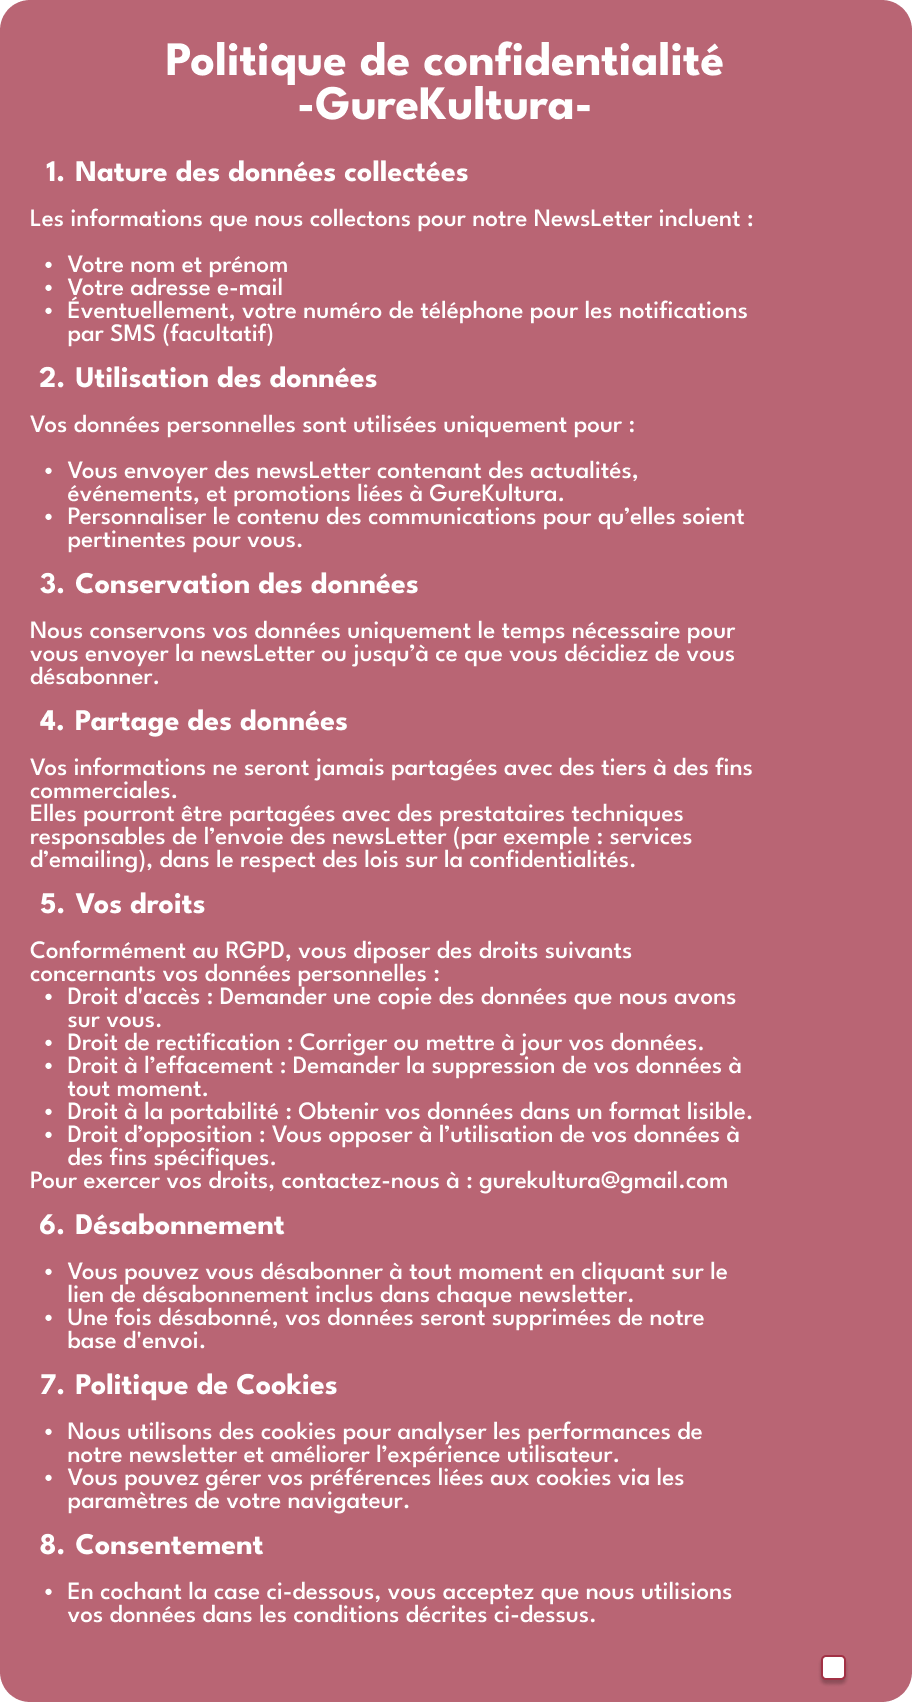 Politique de confidentialité
-GureKultura-
1. Nature des données collectées
Les informations que nous collectons pour notre NewsLetter incluent :
• Votre nom et prénom
• Votre adresse e-mail
• Éventuellement, votre numéro de téléphone pour les notifications
par SMS (facultatif)
2. Utilisation des données
Vos données personnelles sont utilisées uniquement pour :
• Vous envoyer des newsLetter contenant des actualités,
événements, et promotions liées à GureKultura.
• Personnaliser le contenu des communications pour qu’elles soient
pertinentes pour vous.
3. Conservation des données
Nous conservons vos données uniquement le temps nécessaire pour
vous envoyer la newsLetter ou jusqu’à ce que vous décidiez de vous
désabonner.
4. Partage des données
Vos informations ne seront jamais partagées avec des tiers à des fins
commerciales.
Elles pourront être partagées avec des prestataires techniques
responsables de l’envoie des newsLetter (par exemple : services
d’emailing), dans le respect des lois sur la confidentialités.
5. Vos droits
Conformément au RGPD, vous diposer des droits suivants
concernants vos données personnelles :
• Droit d'accès : Demander une copie des données que nous avons
sur vous.
• Droit de rectification : Corriger ou mettre à jour vos données.
• Droit à l’effacement : Demander la suppression de vos données à
tout moment.
• Droit à la portabilité : Obtenir vos données dans un format lisible.
• Droit d’opposition : Vous opposer à l’utilisation de vos données à
des fins spécifiques.
Pour exercer vos droits, contactez-nous à : gurekultura@gmail.com
6. Désabonnement
• Vous pouvez vous désabonner à tout moment en cliquant sur le
lien de désabonnement inclus dans chaque newsletter.
• Une fois désabonné, vos données seront supprimées de notre
base d'envoi.
7. Politique de Cookies
• Nous utilisons des cookies pour analyser les performances de
notre newsletter et améliorer l’expérience utilisateur.
• Vous pouvez gérer vos préférences liées aux cookies via les
paramètres de votre navigateur.
8. Consentement
• En cochant la case ci-dessous, vous acceptez que nous utilisions
vos données dans les conditions décrites ci-dessus.